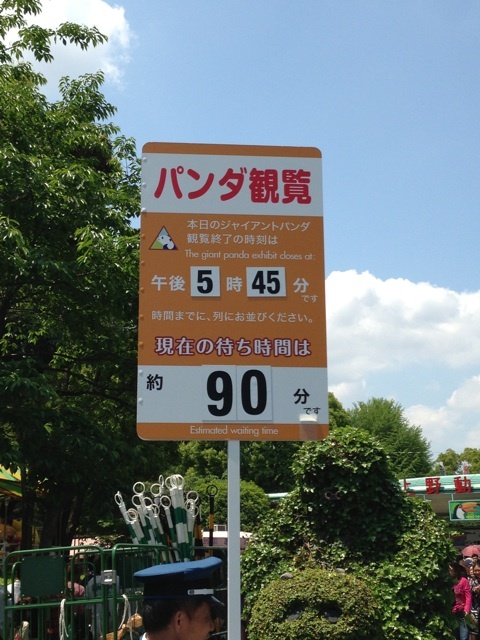 パンダ観覧
本日のジャイアントパンダ
観覧終了の時刻は
The giant panda exhibit closes at:
午後 5 時 45 分です
時間までに、列にお並びください。
現在の待ち時間は
約 90 分です
Estimated waiting time
上野動